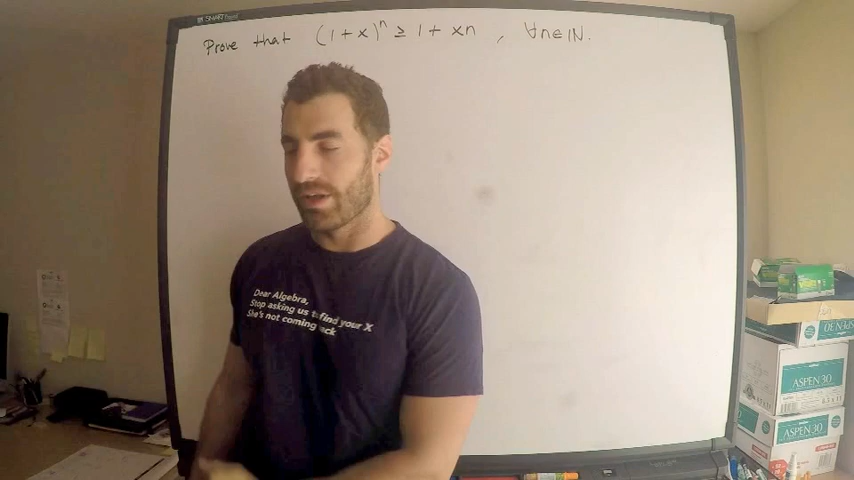 SMART
Prove that (1+x)ⁿ ≥ 1 + xn , ∀n∈ℕ.
Dear Algebra,
Stop asking us to find your X
She's not coming back
ASPEN 30
ASPEN 30
ASPEN 30